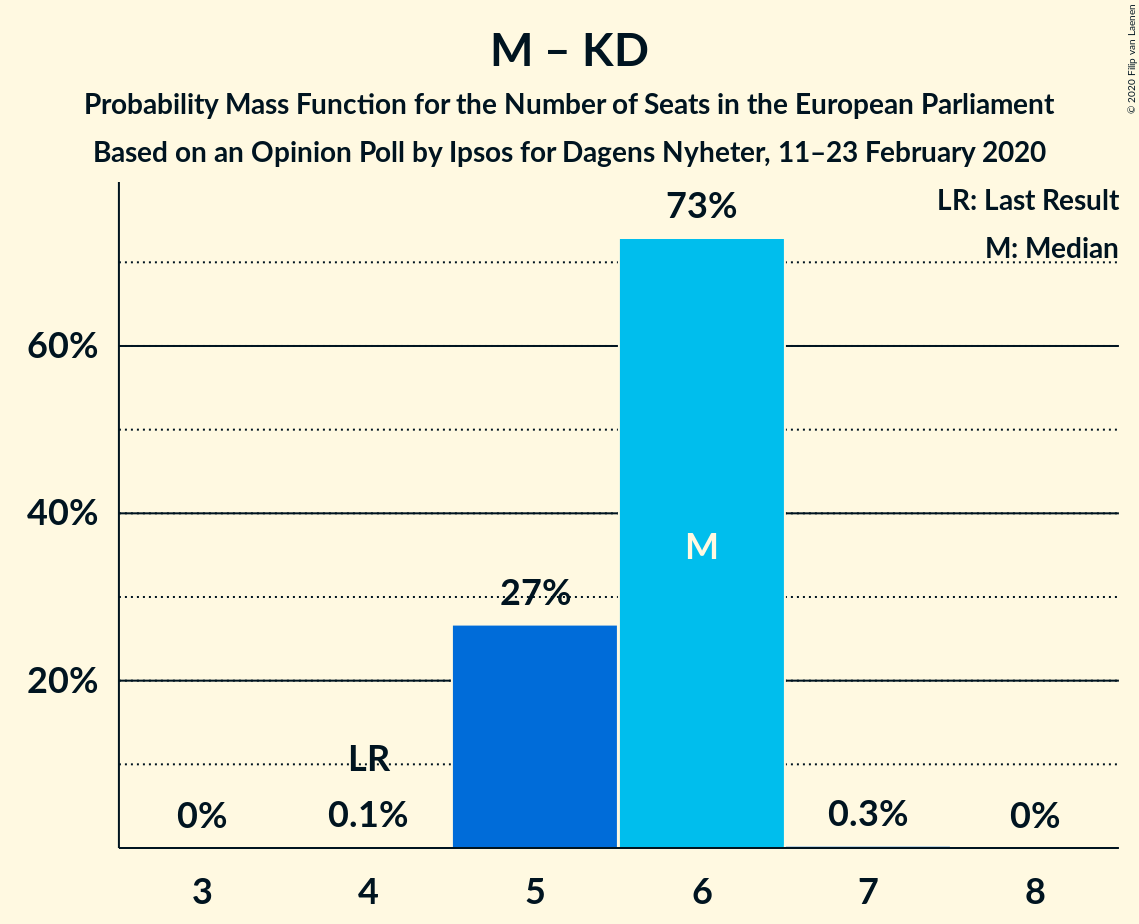 M – KD
Probability Mass Function for the Number of Seats in the European Parliament
Based on an Opinion Poll by Ipsos for Dagens Nyheter, 11–23 February 2020
© 2020 Filip van Laenen
LR: Last Result
M: Median
73%
60%
40%
M
27%
20%
LR
0%
0.1%
0.3%
0%
3
4
5
6
7
8